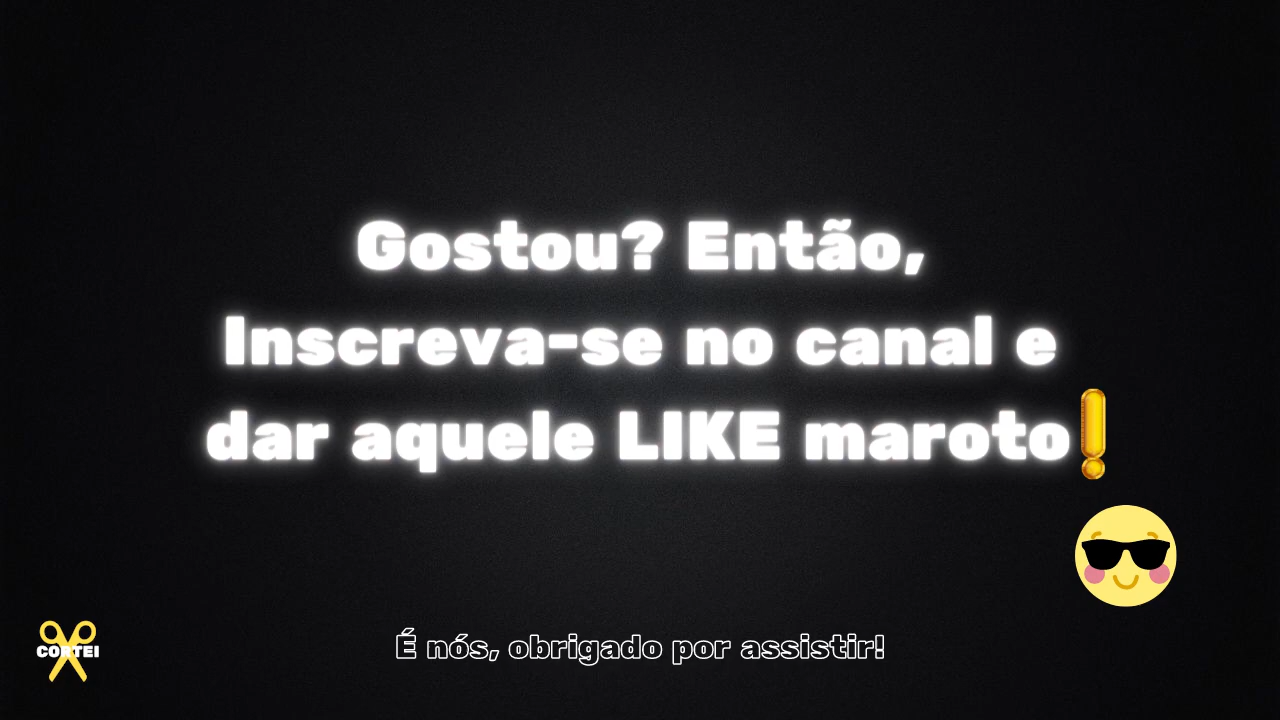 Gostou? Então,
Inscreva-se no canal e
dar aquele LIKE maroto!
É nós, obrigado por assistir!
CORTEI